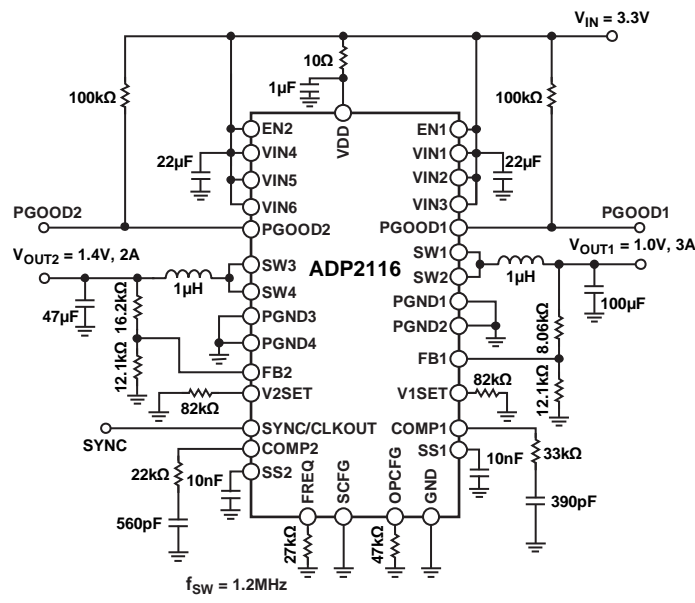 V_IN = 3.3V
10Ω
1µF
100kΩ
100kΩ
VDD
EN2
EN1
VIN4
VIN1
22µF
22µF
VIN5
VIN2
VIN6
VIN3
PGOOD2
PGOOD2
PGOOD1
PGOOD1
V_OUT2 = 1.4V, 2A
SW3
ADP2116
SW1
V_OUT1 = 1.0V, 3A
1µH
SW4
SW2
1µH
47µF
16.2kΩ
PGND3
PGND1
100µF
8.06kΩ
PGND4
PGND2
12.1kΩ
FB2
FB1
12.1kΩ
V2SET
V1SET
82kΩ
82kΩ
SYNC
SYNC/CLKOUT
COMP1
COMP2
SS1
22kΩ
10nF
SS2
10nF
33kΩ
FREQ
SCFG
OPCFG
GND
560pF
390pF
27kΩ
47kΩ
f_SW = 1.2MHz